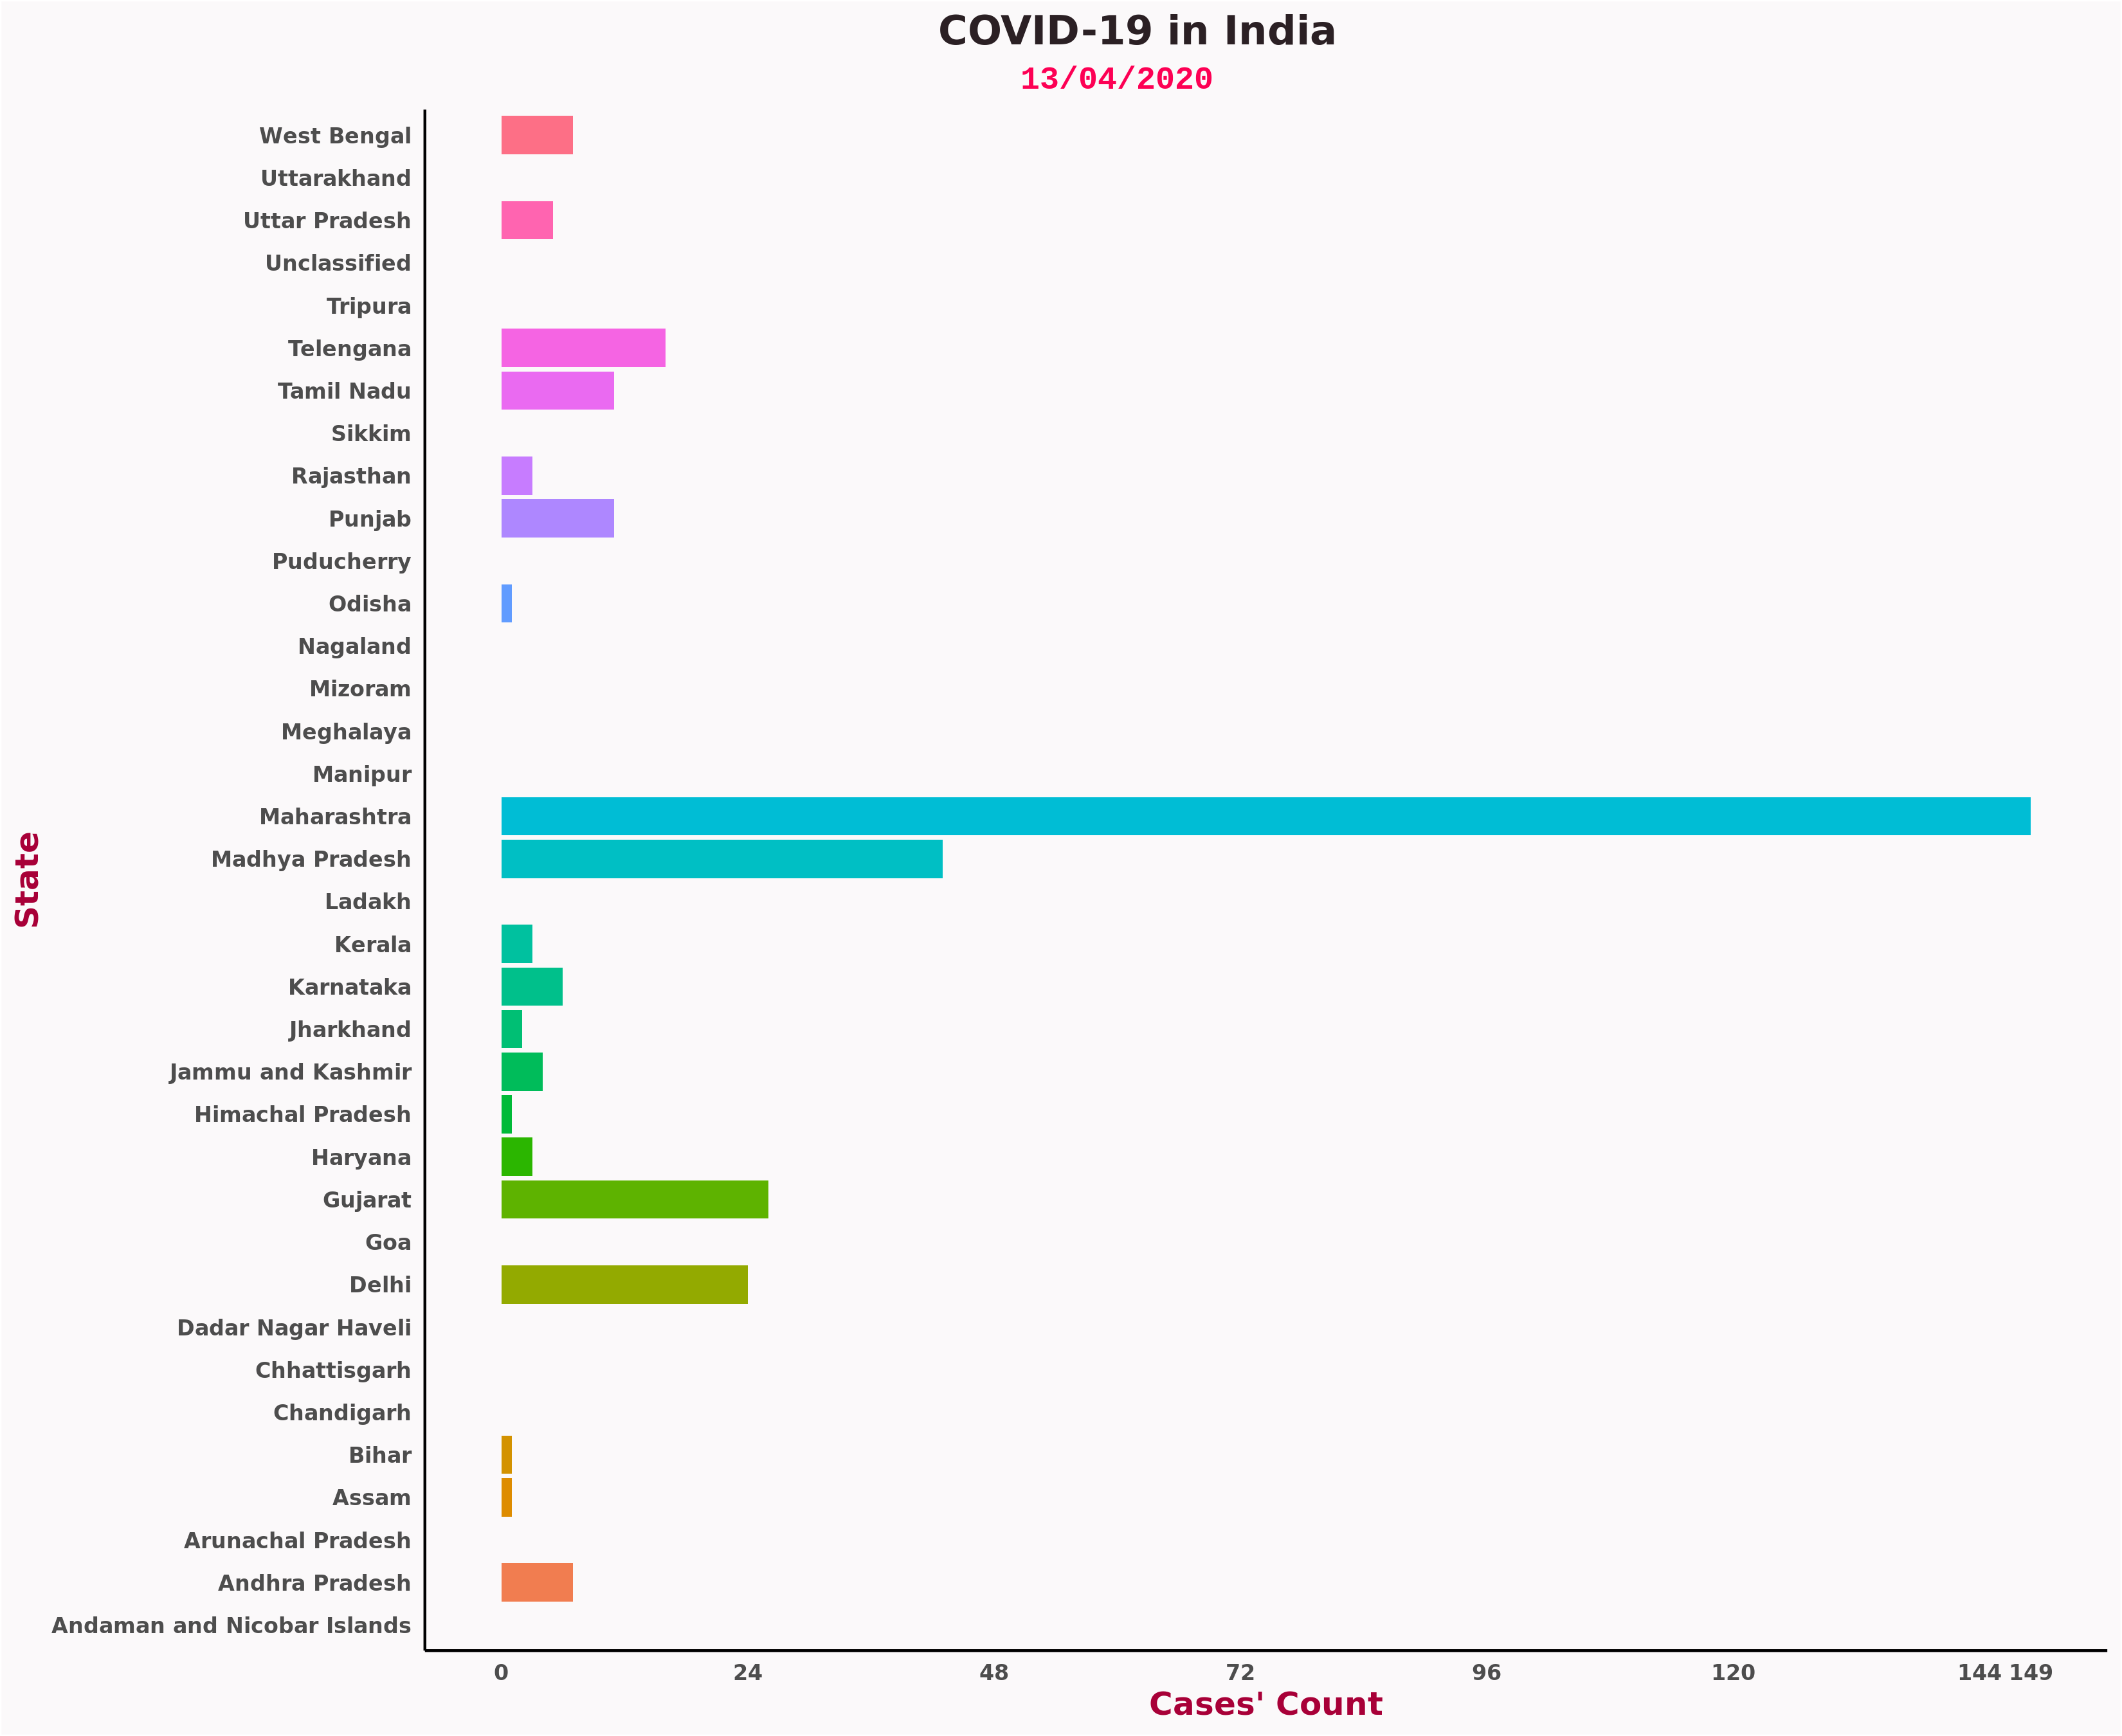 COVID-19 in India
13/04/2020
West Bengal
Uttarakhand
Uttar Pradesh
Unclassified
Tripura
Telengana
Tamil Nadu
Sikkim
Rajasthan
Punjab
Puducherry
Odisha
Nagaland
Mizoram
Meghalaya
Manipur
Maharashtra
Madhya Pradesh
Ladakh
Kerala
Karnataka
Jharkhand
Jammu and Kashmir
Himachal Pradesh
Haryana
Gujarat
Goa
Delhi
Dadar Nagar Haveli
Chhattisgarh
Chandigarh
Bihar
Assam
Arunachal Pradesh
Andhra Pradesh
Andaman and Nicobar Islands
State
0 24 48 72 96 120 144 149
Cases' Count